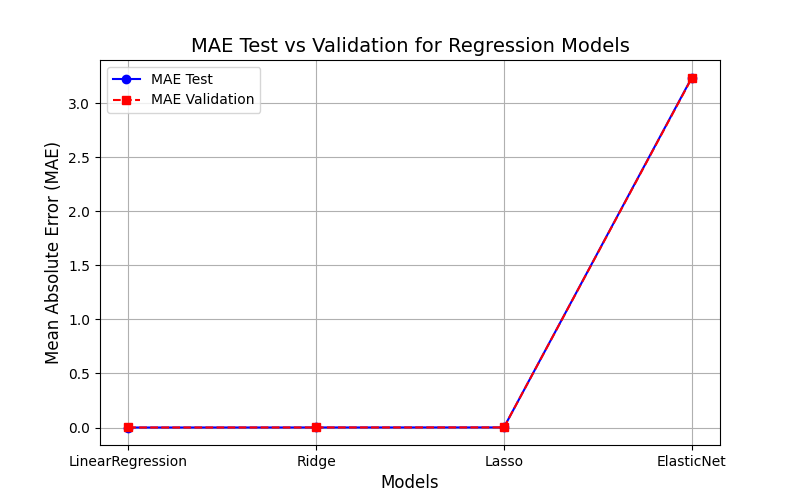 MAE Test vs Validation for Regression Models
MAE Test
MAE Validation
Mean Absolute Error (MAE)
3.0
2.5
2.0
1.5
1.0
0.5
0.0
LinearRegression Ridge Lasso ElasticNet
Models